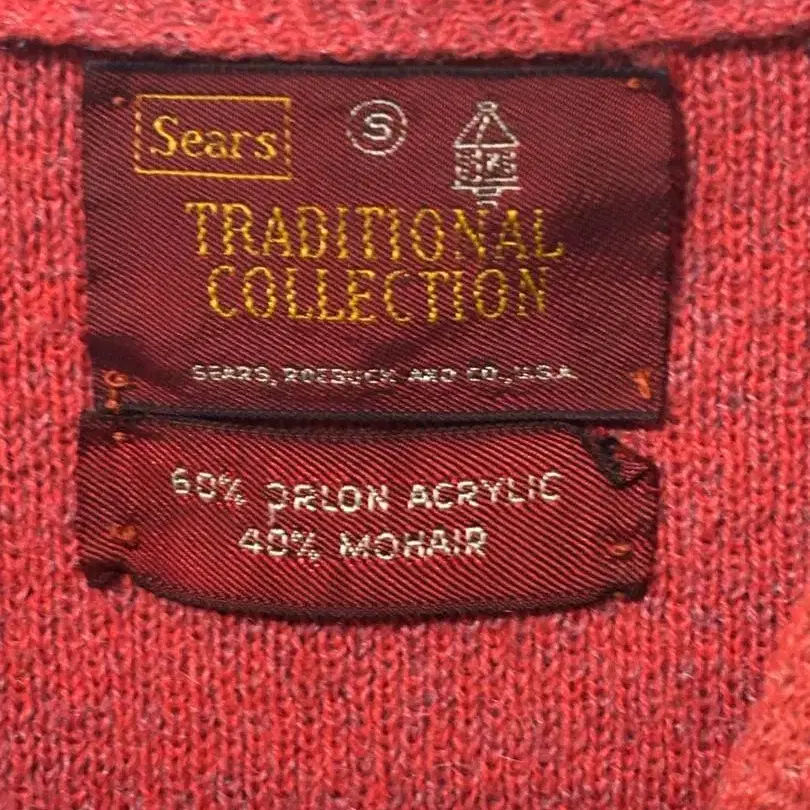 Sears
S
TRADITIONAL
COLLECTION
SEARS, ROEBUCK AND CO., U.S.A.
60% ORLON ACRYLIC
40% MOHAIR